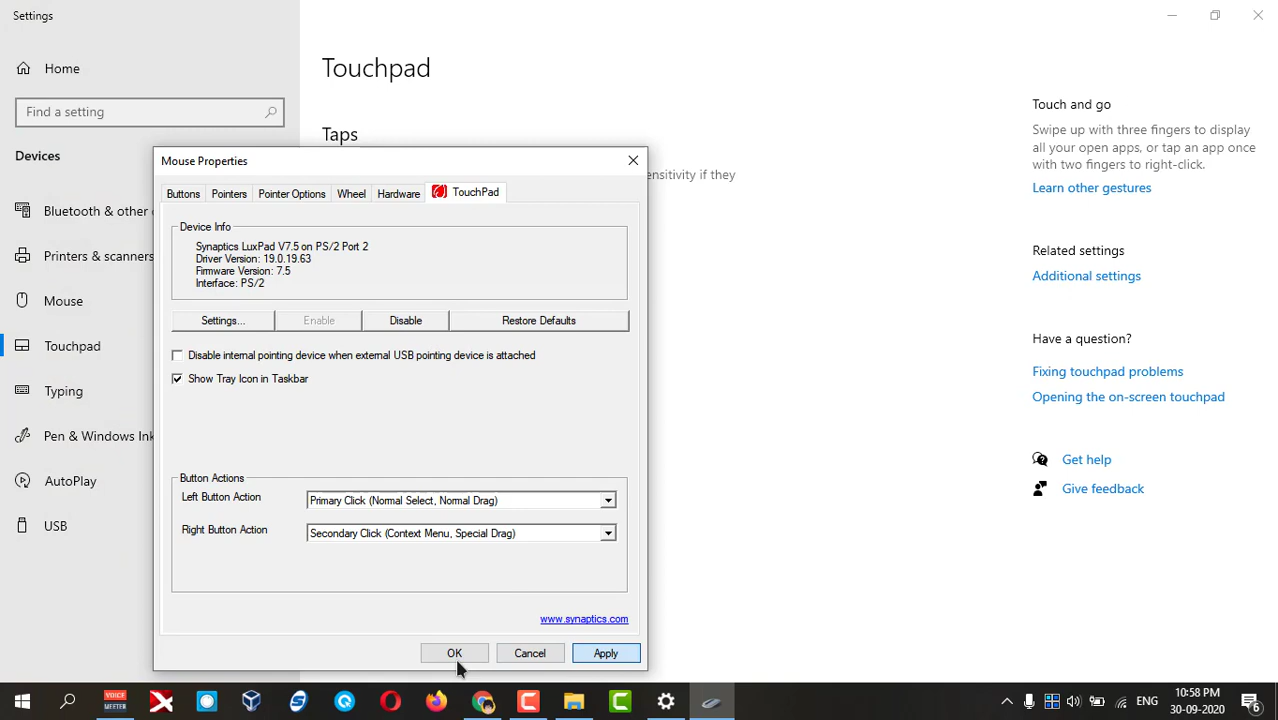 Settings
Home
Find a setting
Devices
Bluetooth & other
Printers & scanners
Mouse
Touchpad
Typing
Pen & Windows Ink
AutoPlay
USB
Touchpad
Taps
ensitivity if they
Mouse Properties
Buttons
Pointers
Pointer Options
Wheel
Hardware
TouchPad
Device Info
Synaptics LuxPad V7.5 on PS/2 Port 2
Driver Version: 19.0.19.63
Firmware Version: 7.5
Interface: PS/2
Settings...
Enable
Disable
Restore Defaults
Disable internal pointing device when external USB pointing device is attached
Show Tray Icon in Taskbar
Button Actions
Left Button Action
Primary Click (Normal Select, Normal Drag)
Right Button Action
Secondary Click (Context Menu, Special Drag)
www.synaptics.com
OK
Cancel
Apply
Touch and go
Swipe up with three fingers to display
all your open apps, or tap an app once
with two fingers to right-click.
Learn other gestures
Related settings
Additional settings
Have a question?
Fixing touchpad problems
Opening the on-screen touchpad
Get help
Give feedback
VOICE
MEETER
ENG
10:58 PM
30-09-2020
6